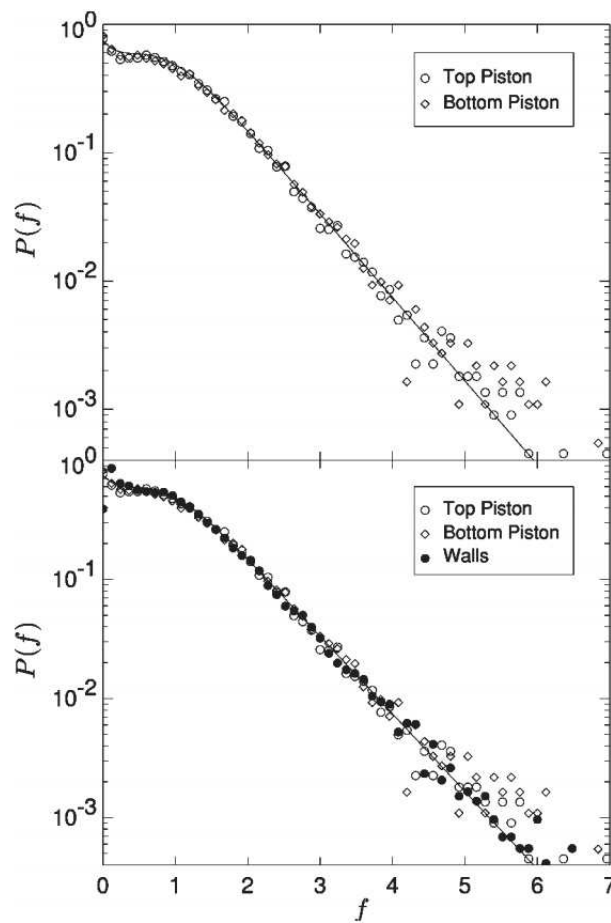 10^0
10^-1
P(f)
10^-2
10^-3
Top Piston
Bottom Piston
10^0
10^-1
P(f)
10^-2
10^-3
Top Piston
Bottom Piston
Walls
0 1 2 3 4 5 6 7
f